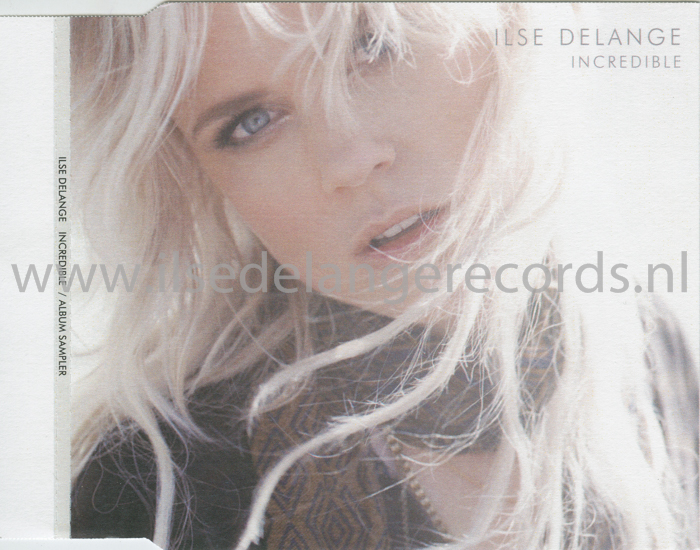 ILSE DELANGE
INCREDIBLE
ILSE DELANGE INCREDIBLE / ALBUM SAMPLER
www.ilsedelangerecords.nl